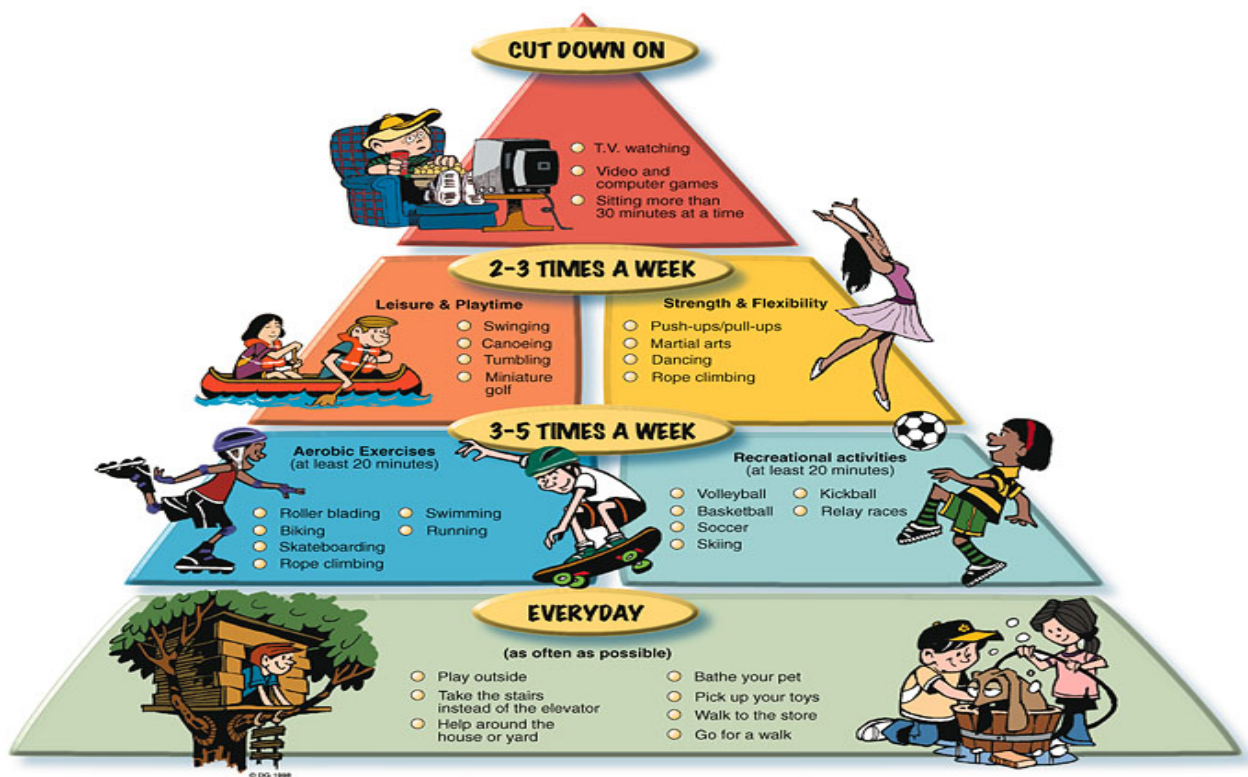 CUT DOWN ON
T.V. watching
Video and
computer games
Sitting more than
30 minutes at a time
2-3 TIMES A WEEK
Leisure & Playtime
Swinging
Canoeing
Tumbling
Miniature
golf
Strength & Flexibility
Push-ups/pull-ups
Martial arts
Dancing
Rope climbing
3-5 TIMES A WEEK
Aerobic Exercises
(at least 20 minutes)
Roller blading
Biking
Skateboarding
Rope climbing
Swimming
Running
Recreational activities
(at least 20 minutes)
Volleyball
Basketball
Soccer
Skiing
Kickball
Relay races
EVERYDAY
(as often as possible)
Play outside
Take the stairs
instead of the elevator
Help around the
house or yard
Bathe your pet
Pick up your toys
Walk to the store
Go for a walk
© DG 1998